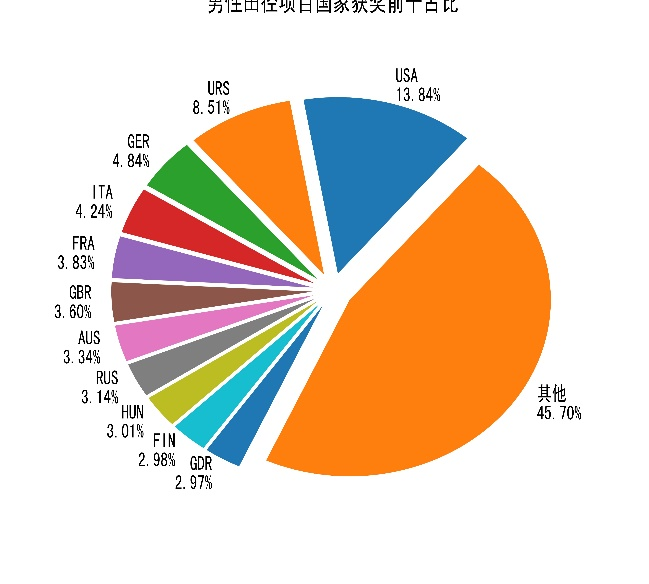 男性田径项目国家获奖前十占比
USA
13.84%
URS
8.51%
GER
4.84%
ITA
4.24%
FRA
3.83%
GBR
3.60%
AUS
3.34%
RUS
3.14%
HUN
3.01%
FIN
2.98%
GDR
2.97%
其他
45.70%